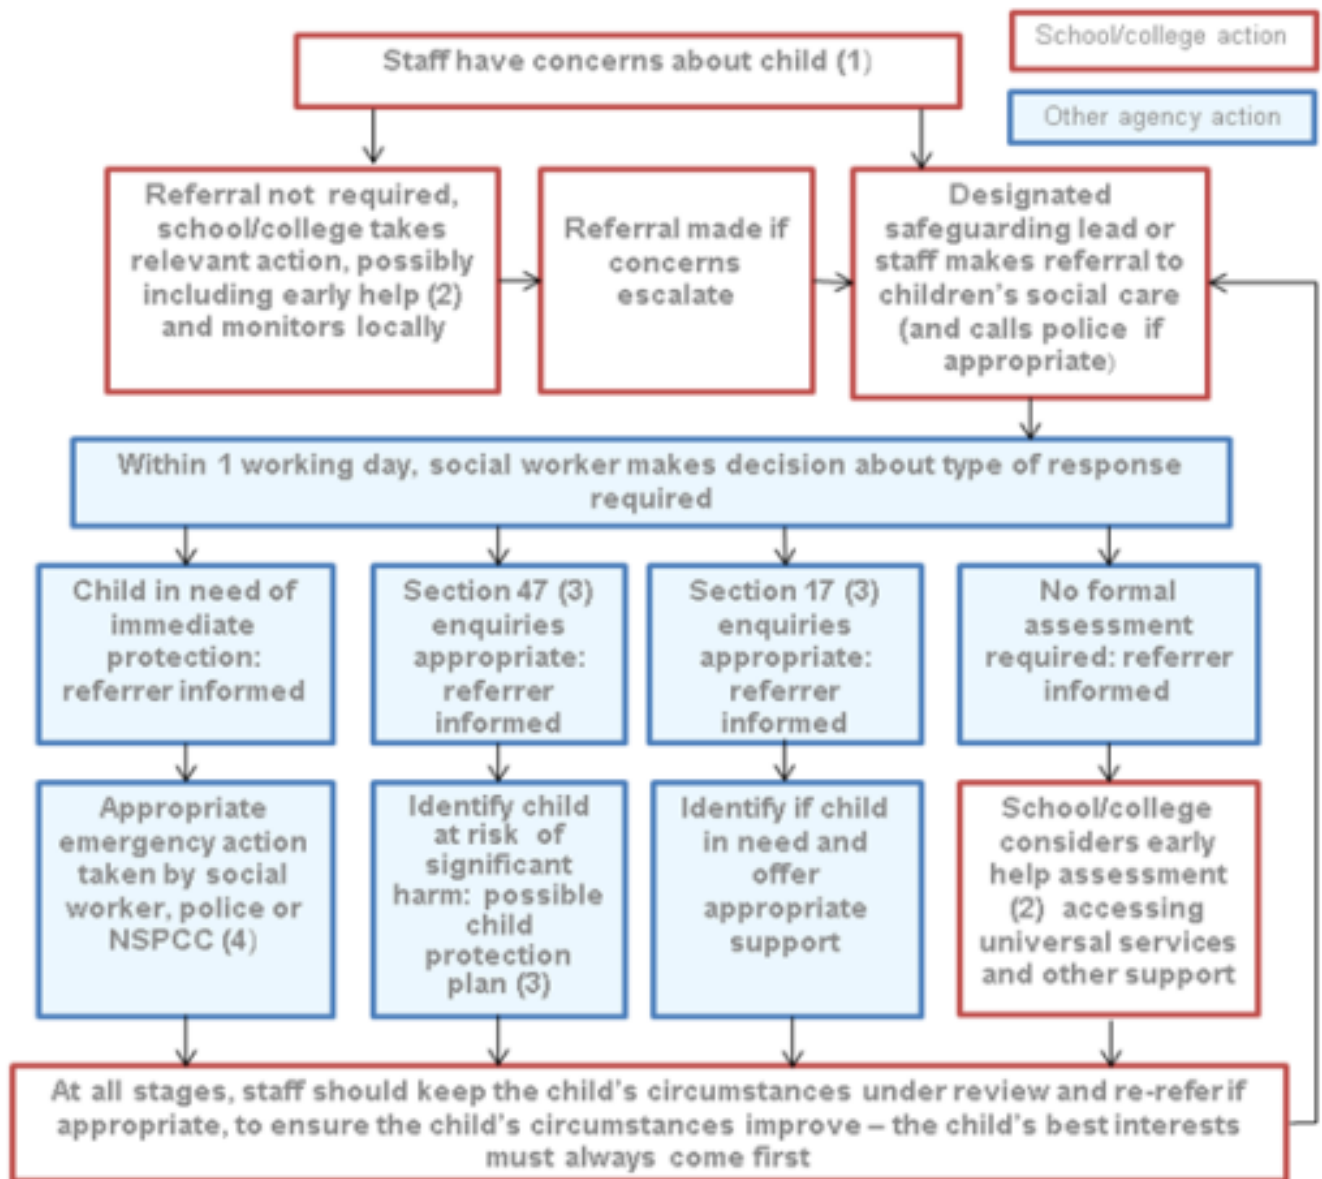 School/college action
Staff have concerns about child (1)
Other agency action
Referral not required,
school/college takes
relevant action, possibly
including early help (2)
and monitors locally
Referral made if
concerns
escalate
Designated
safeguarding lead or
staff makes referral to
children's social care
(and calls police if
appropriate)
Within 1 working day, social worker makes decision about type of response
required
Child in need of
immediate
protection:
referrer informed
Section 47 (3)
enquiries
appropriate:
referrer
informed
Section 17 (3)
enquiries
appropriate:
referrer
informed
No formal
assessment
required: referrer
informed
Appropriate
emergency action
taken by social
worker, police or
NSPCC (4)
Identify child
at risk of
significant
harm: possible
child
protection
plan (3)
Identify if child
in need and
offer
appropriate
support
School/college
considers early
help assessment
(2) accessing
universal services
and other support
At all stages, staff should keep the child's circumstances under review and re-refer if
appropriate, to ensure the child's circumstances improve – the child's best interests
must always come first